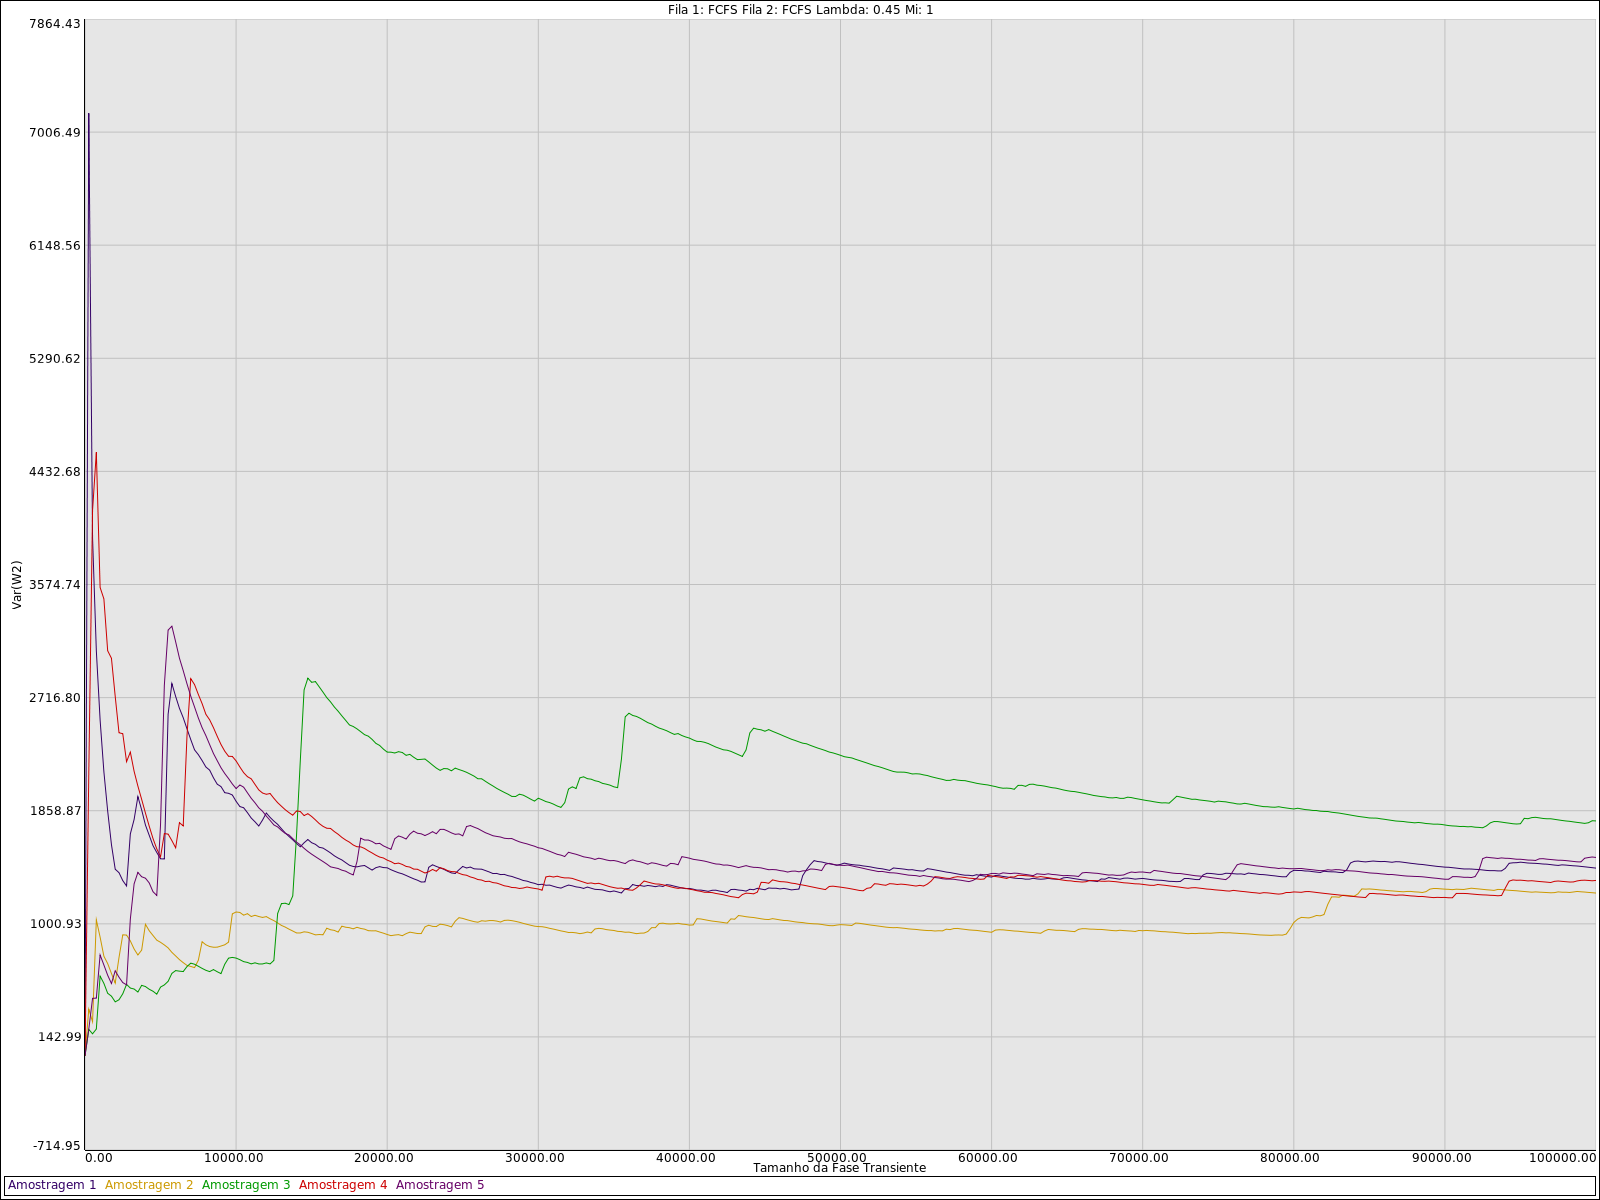 Fila 1: FCFS Fila 2: FCFS Lambda: 0.45 Mi: 1
7864.43
7006.49
6148.56
5290.62
4432.68
3574.74
2716.80
1858.87
1000.93
142.99
-714.95
Var(W2)
0.00 10000.00 20000.00 30000.00 40000.00 50000.00 60000.00 70000.00 80000.00 90000.00 100000.00
Tamanho da Fase Transiente
Amostragem 1 Amostragem 2 Amostragem 3 Amostragem 4 Amostragem 5